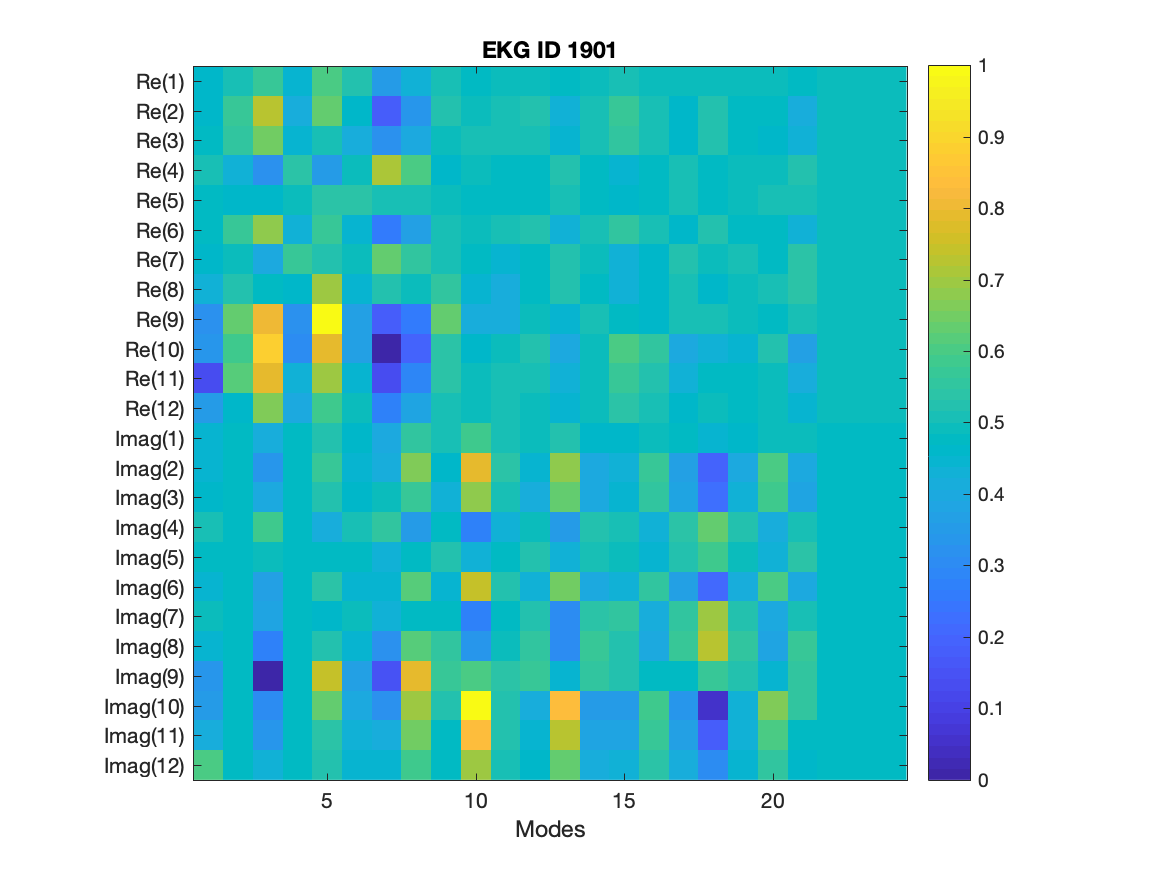 EKG ID 1901
Re(1)
Re(2)
Re(3)
Re(4)
Re(5)
Re(6)
Re(7)
Re(8)
Re(9)
Re(10)
Re(11)
Re(12)
Imag(1)
Imag(2)
Imag(3)
Imag(4)
Imag(5)
Imag(6)
Imag(7)
Imag(8)
Imag(9)
Imag(10)
Imag(11)
Imag(12)
5 10 15 20
Modes
1
0.9
0.8
0.7
0.6
0.5
0.4
0.3
0.2
0.1
0